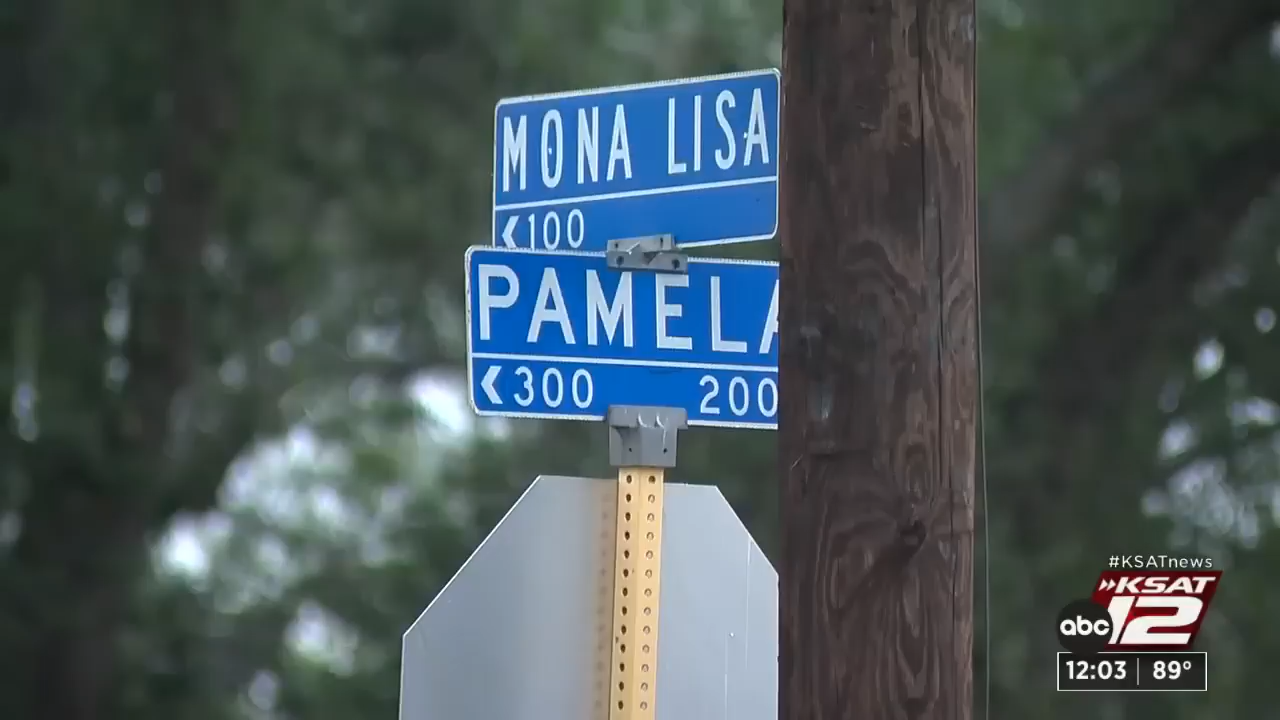 MONA LISA
<100
PAMELA
<300 200
#KSATnews
KSAT
abc 12
12:03 | 89°